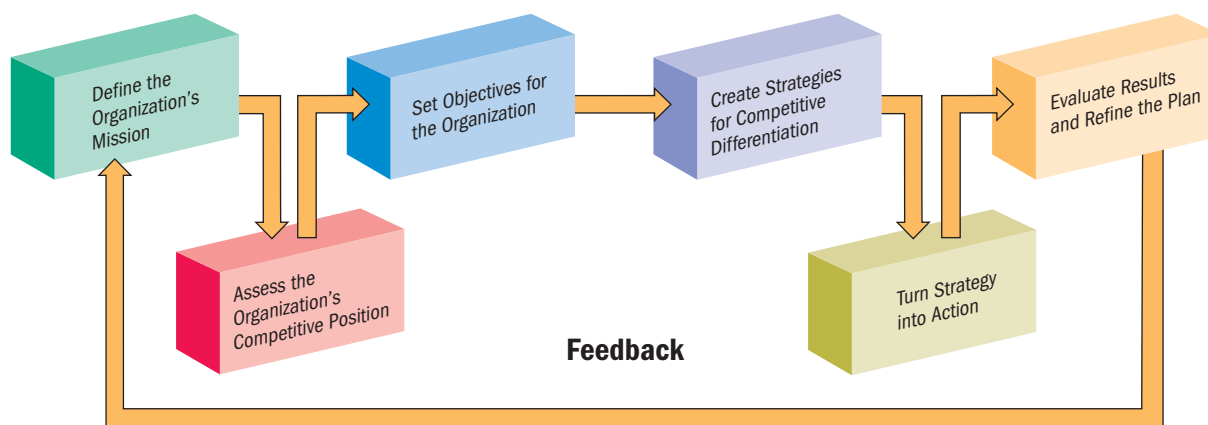 Define the
Organization's
Mission
Assess the
Organization's
Competitive Position
Set Objectives for
the Organization
Create Strategies
for Competitive
Differentiation
Turn Strategy
into Action
Evaluate Results
and Refine the Plan
Feedback